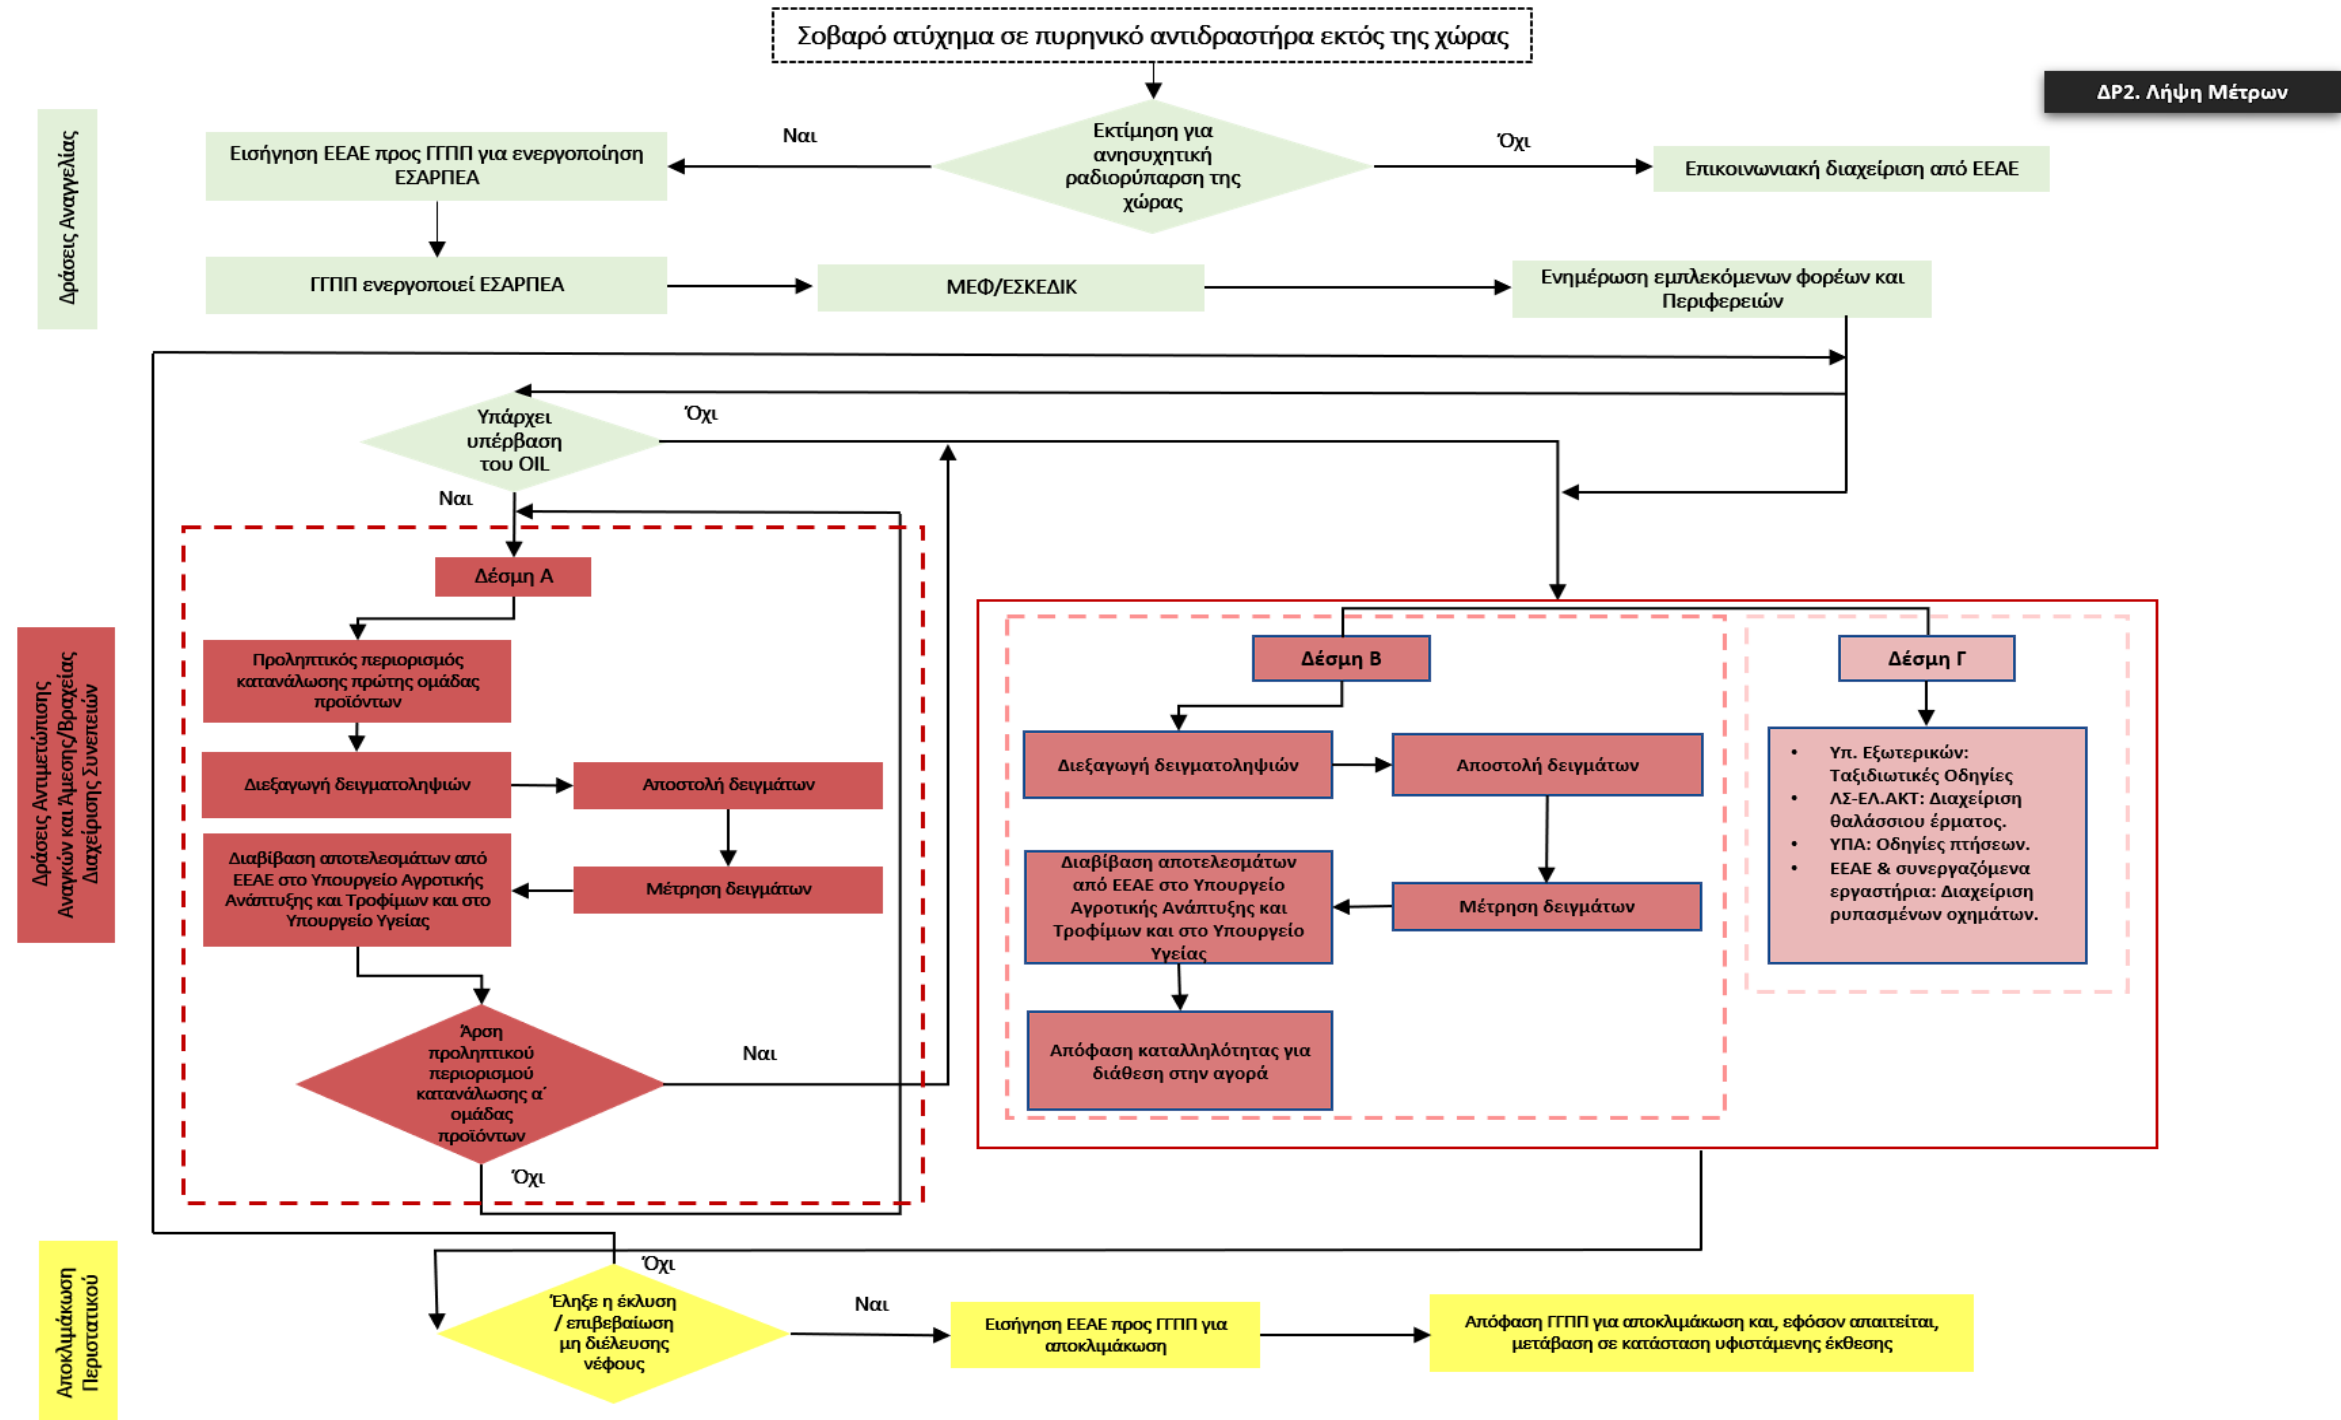 Σοβαρό ατύχημα σε πυρηνικό αντιδραστήρα εκτός της χώρας
ΔΡ2. Λήψη Μέτρων
Δράσεις Αναγγελίας
Εκτίμηση για
ανησυχητική
ραδιορύπαρση της
χώρας
Ναι
Όχι
Εισήγηση ΕΕΑΕ προς ΓΓΠΠ για ενεργοποίηση
ΕΣΑΡΠΕΑ
Επικοινωνιακή διαχείριση από ΕΕΑΕ
ΓΓΠΠ ενεργοποιεί ΕΣΑΡΠΕΑ
ΜΕΦ/ΕΣΚΕΔΙΚ
Ενημέρωση εμπλεκόμενων φορέων και
Περιφερειών
Υπάρχει
υπέρβαση
του OIL
Όχι
Ναι
Δράσεις Αντιμετώπισης
Αναγκών και Άμεσης/Βραχείας
Διαχείρισης Συνεπειών
Δέσμη Α
Προληπτικός περιορισμός
κατανάλωσης πρώτης ομάδας
προϊόντων
Διεξαγωγή δειγματοληψιών
Αποστολή δειγμάτων
Διαβίβαση αποτελεσμάτων από
ΕΕΑΕ στο Υπουργείο Αγροτικής
Ανάπτυξης και Τροφίμων και στο
Υπουργείο Υγείας
Μέτρηση δειγμάτων
Άρση
προληπτικού
περιορισμού
κατανάλωσης α΄
ομάδας
προϊόντων
Ναι
Όχι
Δέσμη Β
Διεξαγωγή δειγματοληψιών
Αποστολή δειγμάτων
Διαβίβαση αποτελεσμάτων
από ΕΕΑΕ στο Υπουργείο
Αγροτικής Ανάπτυξης και
Τροφίμων και στο Υπουργείο
Υγείας
Μέτρηση δειγμάτων
Απόφαση καταλληλότητας για
διάθεση στην αγορά
Δέσμη Γ
• Υπ. Εξωτερικών:
Ταξιδιωτικές Οδηγίες
• ΛΣ-ΕΛ.ΑΚΤ: Διαχείριση
θαλάσσιου έρματος.
• ΥΠΑ: Οδηγίες πτήσεων.
• ΕΕΑΕ & συνεργαζόμενα
εργαστήρια: Διαχείριση
ρυπασμένων οχημάτων.
Αποκλιμάκωση
Περιστατικού
Όχι
Έληξε η έκλυση
/ επιβεβαίωση
μη διέλευσης
νέφους
Ναι
Εισήγηση ΕΕΑΕ προς ΓΓΠΠ για
αποκλιμάκωση
Απόφαση ΓΓΠΠ για αποκλιμάκωση και, εφόσον απαιτείται,
μετάβαση σε κατάσταση υφιστάμενης έκθεσης